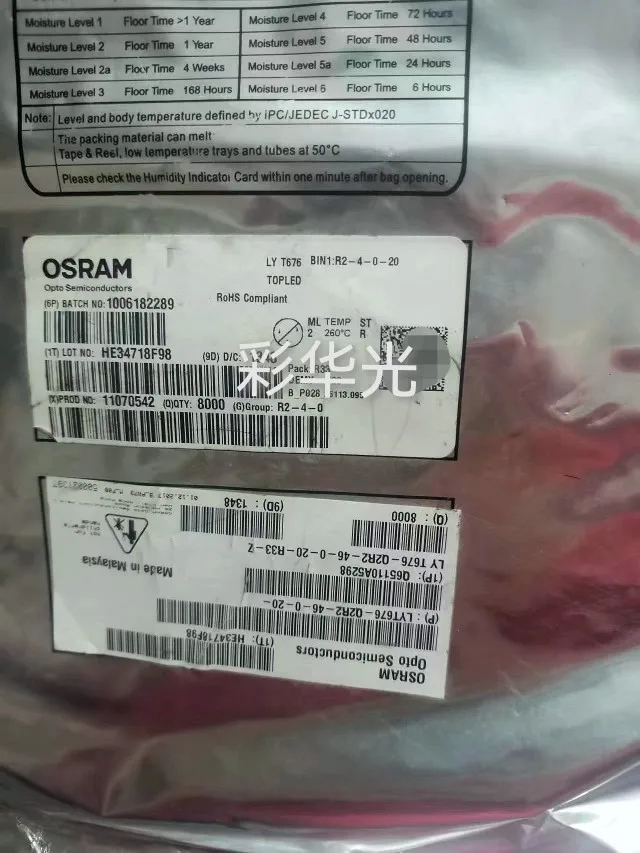 Moisture Level 1 Floor Time >1 Year
Moisture Level 2 Floor Time 1 Year
Moisture Level 2a Floor Time 4 Weeks
Moisture Level 3 Floor Time 168 Hours
Moisture Level 4 Floor Time 72 Hours
Moisture Level 5 Floor Time 48 Hours
Moisture Level 5a Floor Time 24 Hours
Moisture Level 6 Floor Time 6 Hours
Note: Level and body temperature defined by IPC/JEDEC J-STDx020
The packing material can melt
Tape & Reel, low temperature trays and tubes at 50°C
Please check the Humidity Indicator Card within one minute after bag opening.
OSRAM
Opto Semiconductors
LY T676 BIN1:R2-4-0-20
TOPLED
RoHS Compliant
(6P) BATCH NO:1006182289
ML TEMP ST
2 260°C R
(1T) LOT NO: HE34718F98 (9D) D/C:
Pack:R33
彩华光
(X)PROD NO: 11070542 (Q)QTY: 8000 (G)Group: R2-4-0
OSRAM
Opto Semiconductors
(1T): HE34718F98
(P): LYT676-Q2R2-46-0-20-
(1P): Q65110A5298
LY T676-Q2R2-46-0-20-R33-Z
(Q): 8000
(9D): 1348
Made in Malaysia